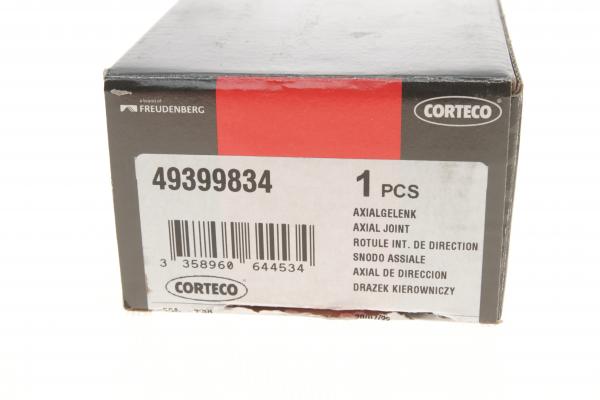 a brand of
FREUDENBERG
CORTECO
49399834
1 PCS
AXIALGELENK
AXIAL JOINT
ROTULE INT. DE DIRECTION
SNODO ASSIALE
AXIAL DE DIRECCION
DRAZEK KIEROWNICZY
3 358960 644534
CORTECO